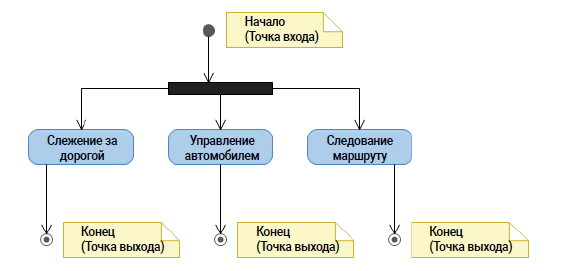 Начало
(Точка входа)
Слежение за
дорогой
Управление
автомобилем
Следование
маршруту
Конец
(Точка выхода)
Конец
(Точка выхода)
Конец
(Точка выхода)